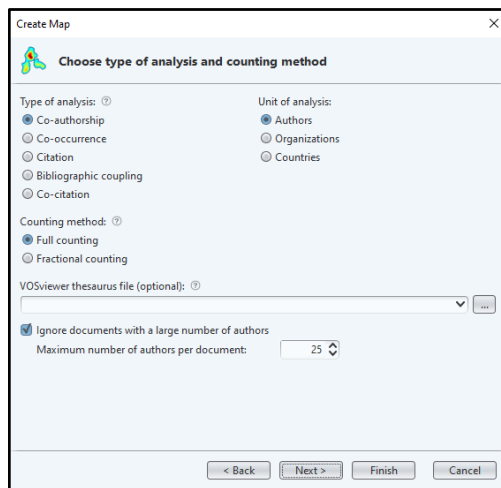 Create Map
Choose type of analysis and counting method
Type of analysis:
Co-authorship
Co-occurrence
Citation
Bibliographic coupling
Co-citation
Unit of analysis:
Authors
Organizations
Countries
Counting method:
Full counting
Fractional counting
VOSviewer thesaurus file (optional):
...
Ignore documents with a large number of authors
Maximum number of authors per document: 25
< Back Next > Finish Cancel